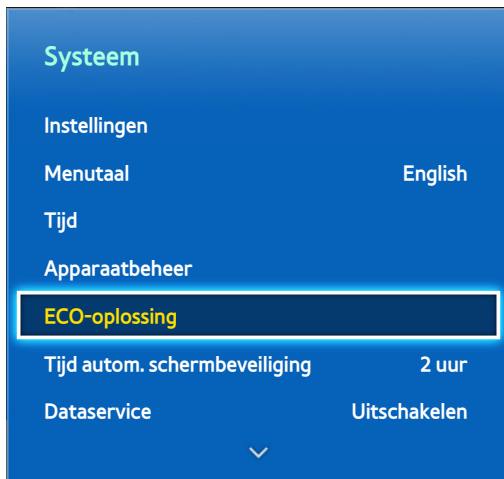 Systeem
Instellingen
Menutaal English
Tijd
Apparaatbeheer
ECO-oplossing
Tijd autom. schermbeveiliging 2 uur
Dataservice Uitschakelen